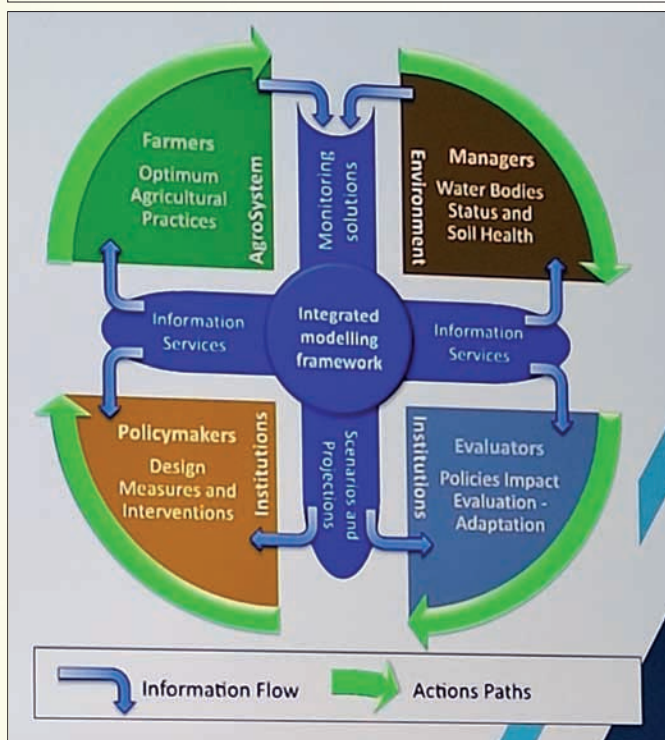 Farmers
Optimum
Agricultural
Practices
AgroSystem
Monitoring
solutions
Environment
Managers
Water Bodies
Status and
Soil Health
Information
Services
Integrated
modelling
framework
Information
Services
Policymakers
Design
Measures and
Interventions
Institutions
Scenarios and
Projections
Institutions
Evaluators
Policies Impact
Evaluation -
Adaptation
Information Flow
Actions Paths